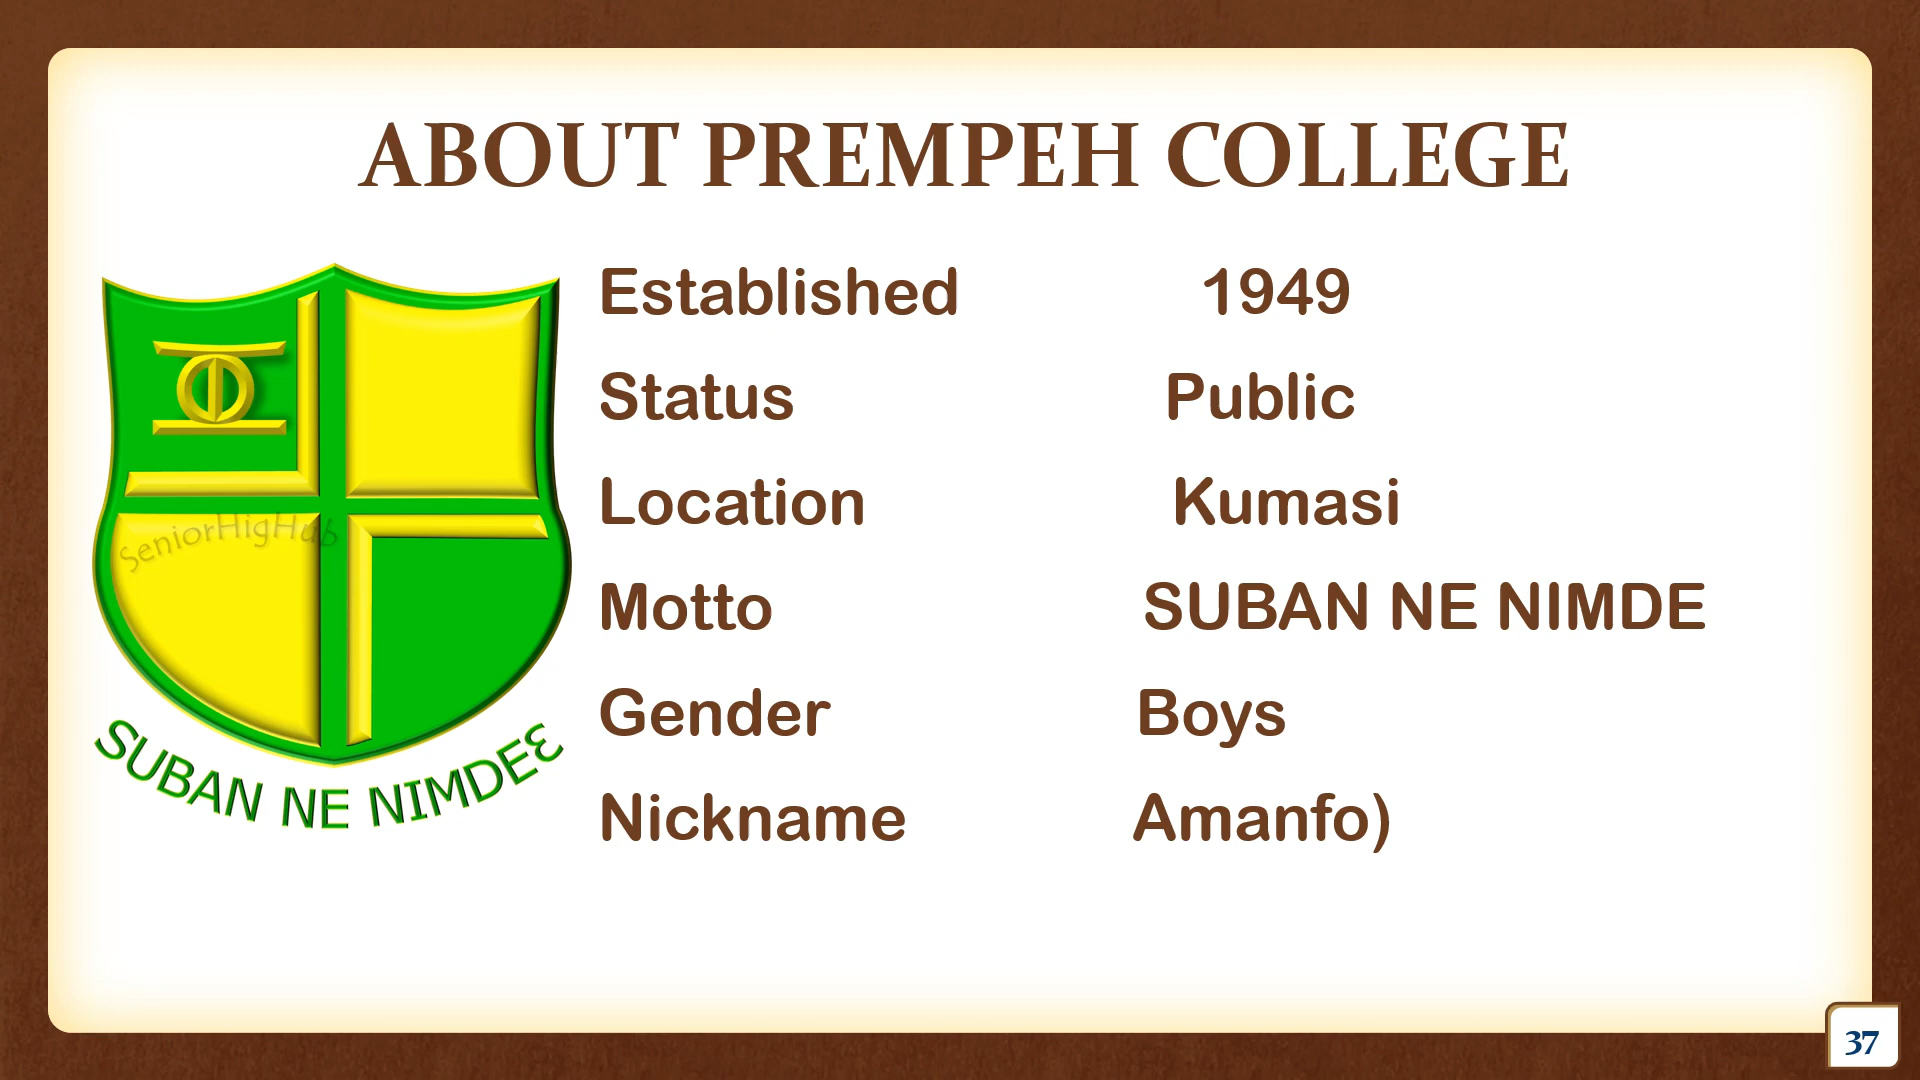 ABOUT PREMPEH COLLEGE
Established 1949
Status Public
Location Kumasi
Motto SUBAN NE NIMDE
Gender Boys
Nickname Amanfo)
SeniorHigHub
SUBAN NE NIMDEƐ
37